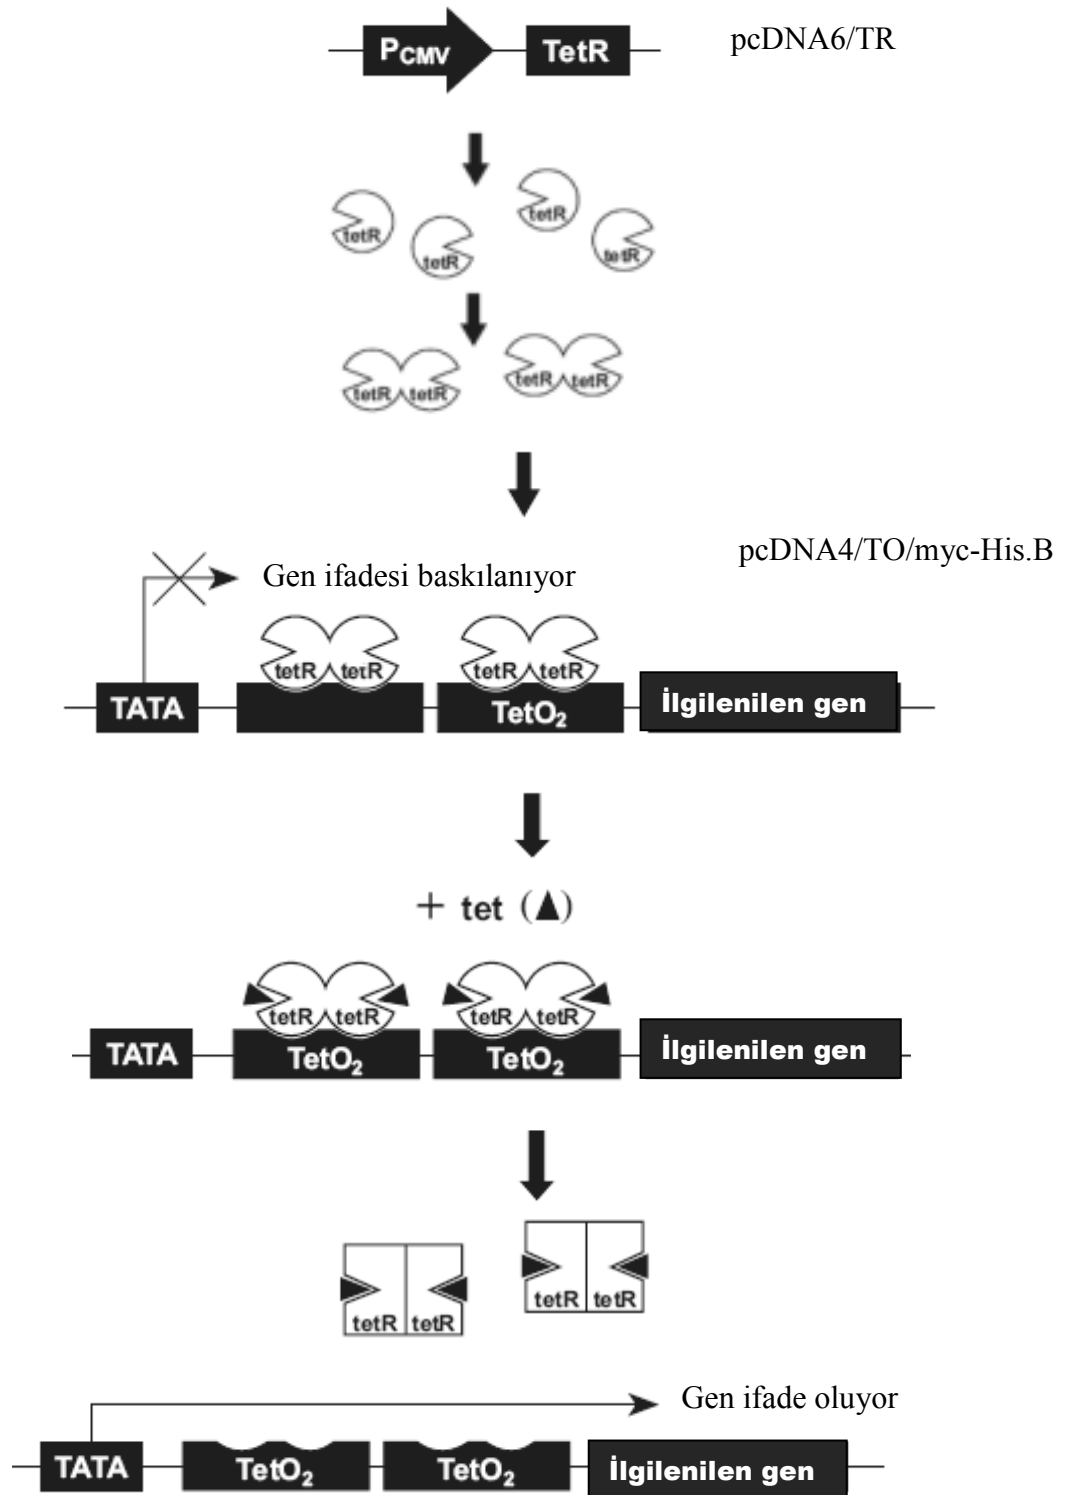 P_CMV TetR pcDNA6/TR
tetR tetR tetR tetR
tetR tetR tetR tetR
pcDNA4/TO/myc-His.B
Gen ifadesi baskılanıyor
tetR tetR tetR tetR
TATA TetO₂ İlgilenilen gen
+ tet (▲)
tetR tetR tetR tetR
TATA TetO₂ TetO₂ İlgilenilen gen
tetR tetR tetR tetR
Gen ifade oluyor
TATA TetO₂ TetO₂ İlgilenilen gen